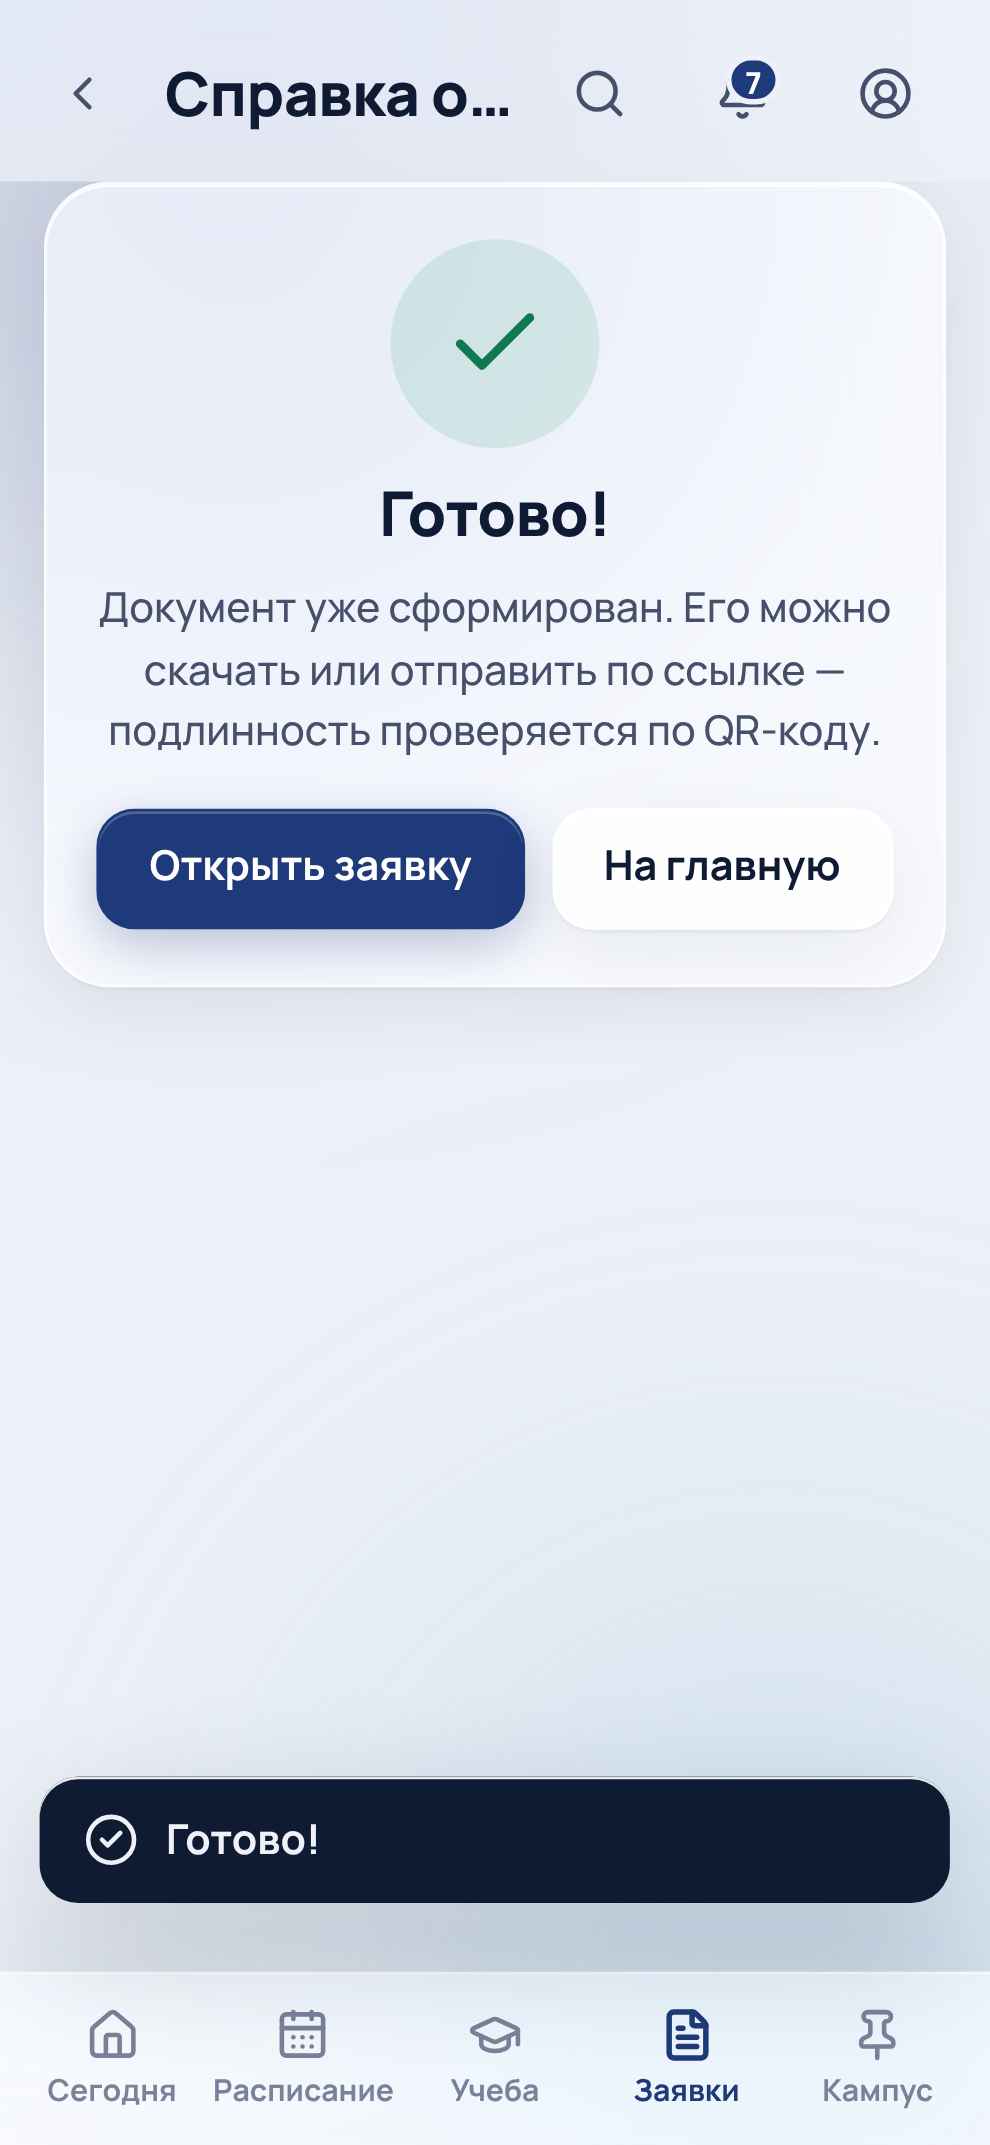 Справка о...
7
Готово!
Документ уже сформирован. Его можно
скачать или отправить по ссылке —
подлинность проверяется по QR-коду.
Открыть заявку
На главную
Готово!
Сегодня
Расписание
Учеба
Заявки
Кампус